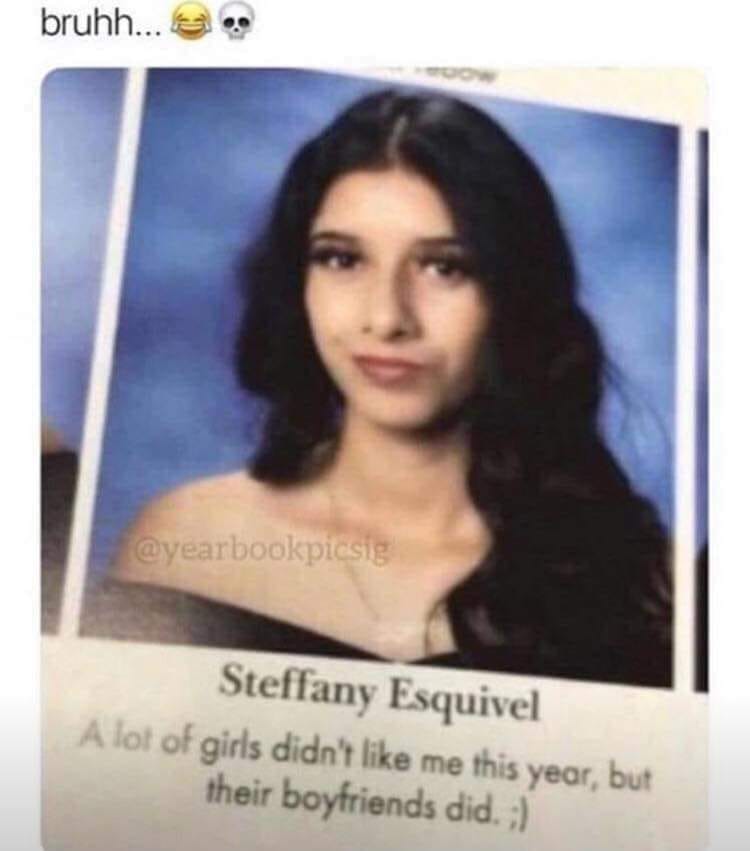 bruhh... 😂💀
@yearbookpicsig
Steffany Esquivel
A lot of girls didn't like me this year, but
their boyfriends did. ;)